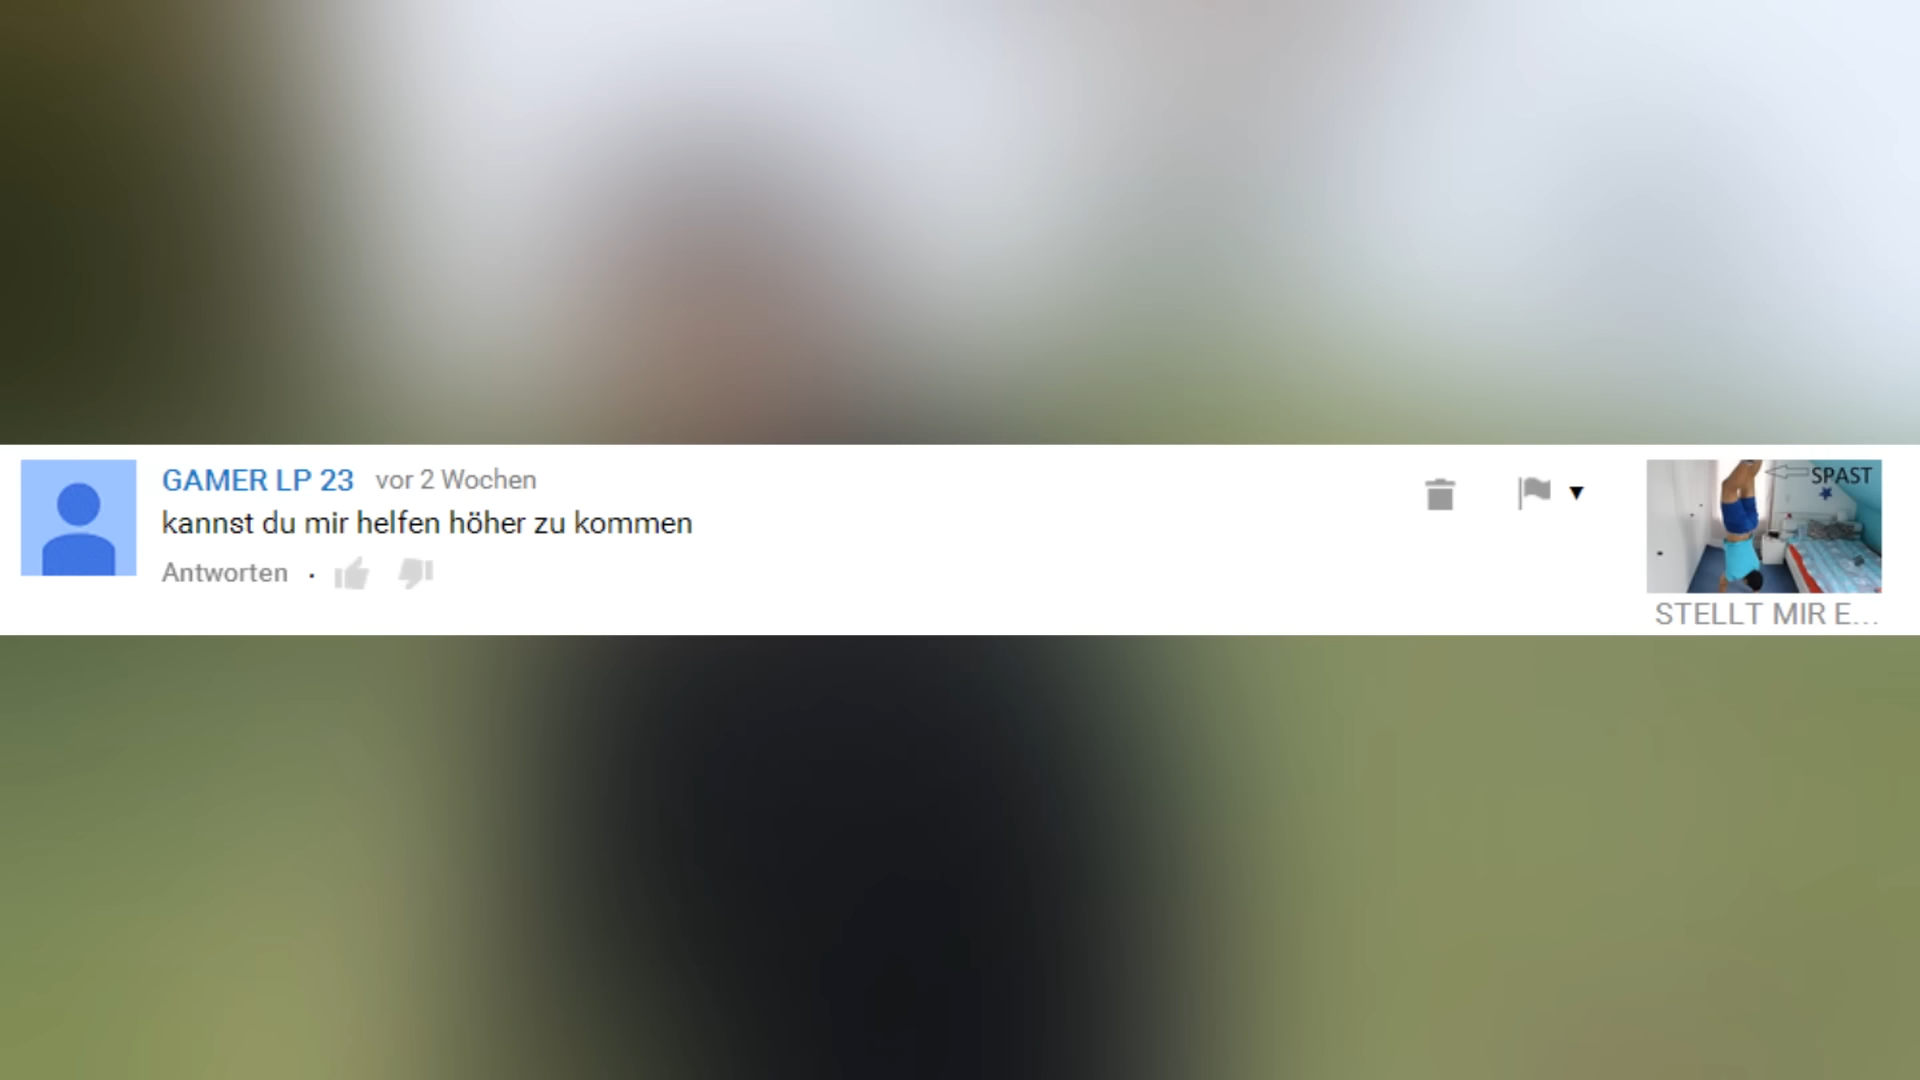 GAMER LP 23 vor 2 Wochen
kannst du mir helfen höher zu kommen
Antworten ·
SPAST
STELLT MIR E...